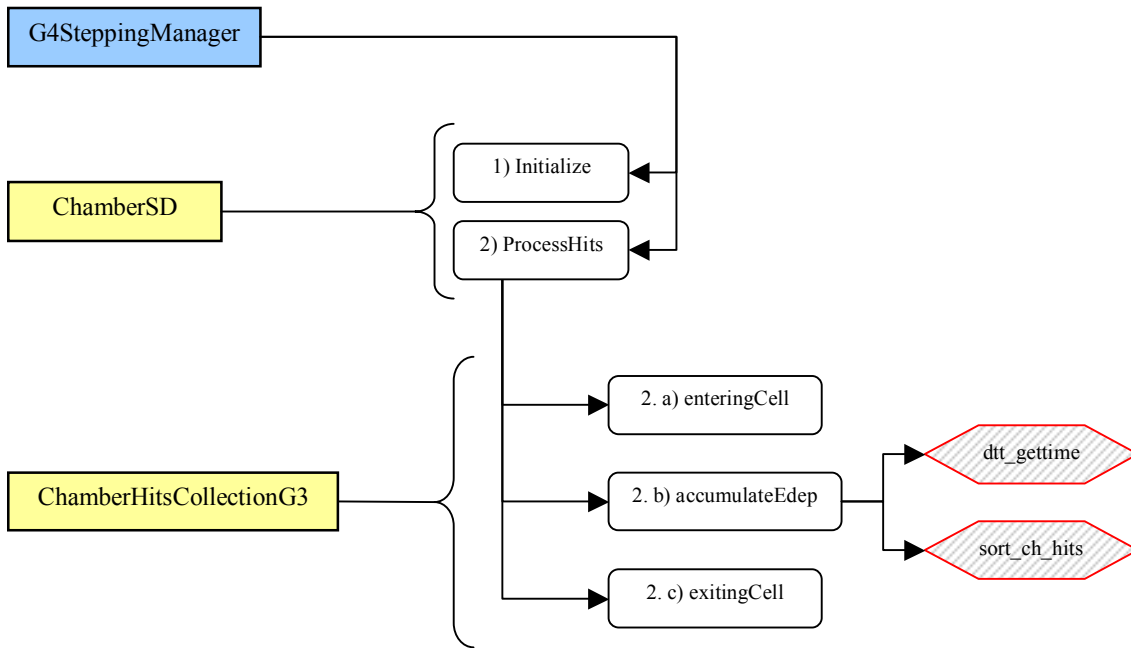 G4SteppingManager
1) Initialize
ChamberSD
2) ProcessHits
2. a) enteringCell
dtt_gettime
ChamberHitsCollectionG3
2. b) accumulateEdep
sort_ch_hits
2. c) exitingCell